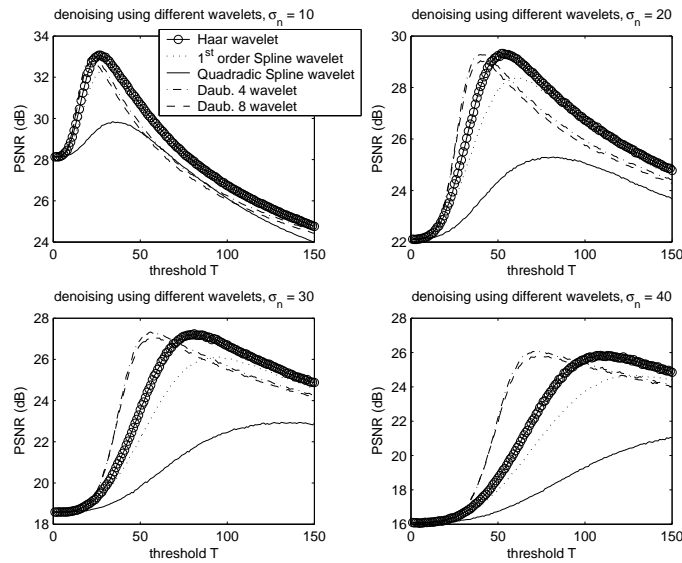 denoising using different wavelets, σn = 10
34
32
30
28
26
24
PSNR (dB)
0
50
100
150
threshold T
Haar wavelet
1st order Spline wavelet
Quadradic Spline wavelet
Daub. 4 wavelet
Daub. 8 wavelet
denoising using different wavelets, σn = 20
30
28
26
24
22
PSNR (dB)
0
50
100
150
threshold T
denoising using different wavelets, σn = 30
28
26
24
22
20
18
PSNR (dB)
0
50
100
150
threshold T
denoising using different wavelets, σn = 40
28
26
24
22
20
18
16
PSNR (dB)
0
50
100
150
threshold T